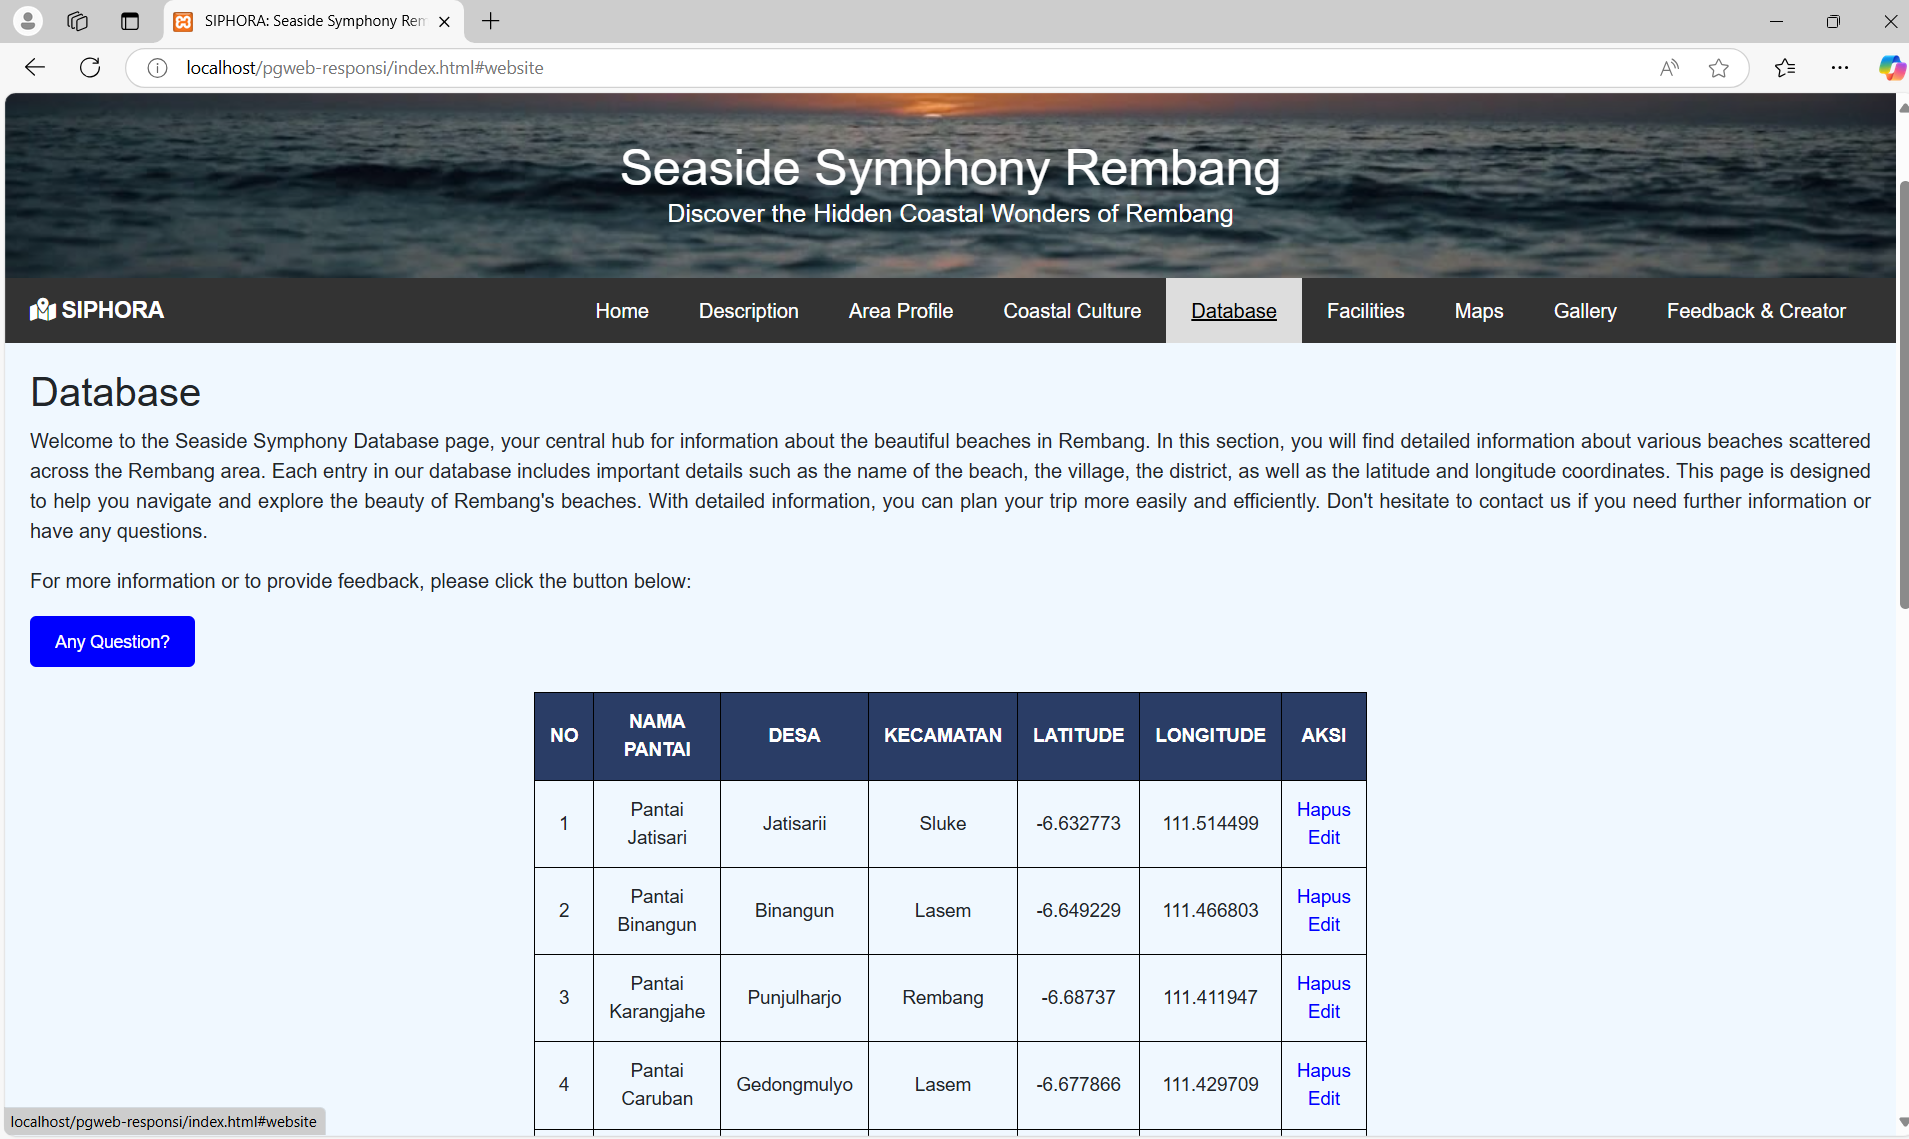 SIPHORA: Seaside Symphony Rem
localhost/pgweb-responsi/index.html#website
Seaside Symphony Rembang
Discover the Hidden Coastal Wonders of Rembang
SIPHORA Home Description Area Profile Coastal Culture Database Facilities Maps Gallery Feedback & Creator
Database
Welcome to the Seaside Symphony Database page, your central hub for information about the beautiful beaches in Rembang. In this section, you will find detailed information about various beaches scattered
across the Rembang area. Each entry in our database includes important details such as the name of the beach, the village, the district, as well as the latitude and longitude coordinates. This page is designed
to help you navigate and explore the beauty of Rembang's beaches. With detailed information, you can plan your trip more easily and efficiently. Don't hesitate to contact us if you need further information or
have any questions.
For more information or to provide feedback, please click the button below:
Any Question?
NO NAMA PANTAI DESA KECAMATAN LATITUDE LONGITUDE AKSI
1 Pantai Jatisari Jatisarii Sluke -6.632773 111.514499 Hapus Edit
2 Pantai Binangun Binangun Lasem -6.649229 111.466803 Hapus Edit
3 Pantai Karangjahe Punjulharjo Rembang -6.68737 111.411947 Hapus Edit
4 Pantai Caruban Gedongmulyo Lasem -6.677866 111.429709 Hapus Edit
localhost/pgweb-responsi/index.html#website